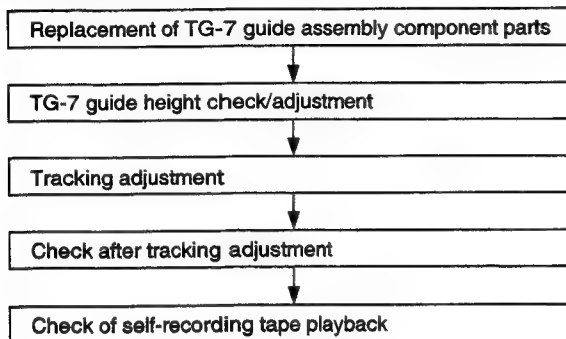 Replacement of TG-7 guide assembly component parts
TG-7 guide height check/adjustment
Tracking adjustment
Check after tracking adjustment
Check of self-recording tape playback